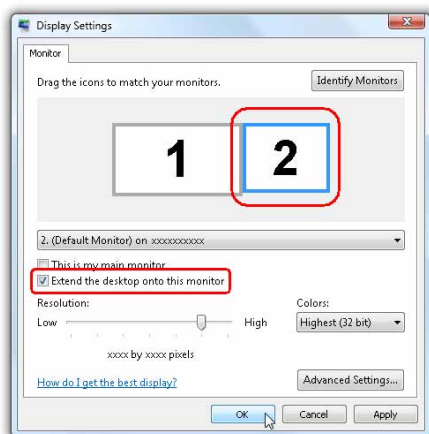 Display Settings
Monitor
Drag the icons to match your monitors.
Identify Monitors
1
2
2. (Default Monitor) on xxxxxxxxxx
This is my main monitor
Extend the desktop onto this monitor
Resolution:
Colors:
Low
High
Highest (32 bit)
xxxx by xxxx pixels
How do I get the best display?
Advanced Settings...
OK
Cancel
Apply